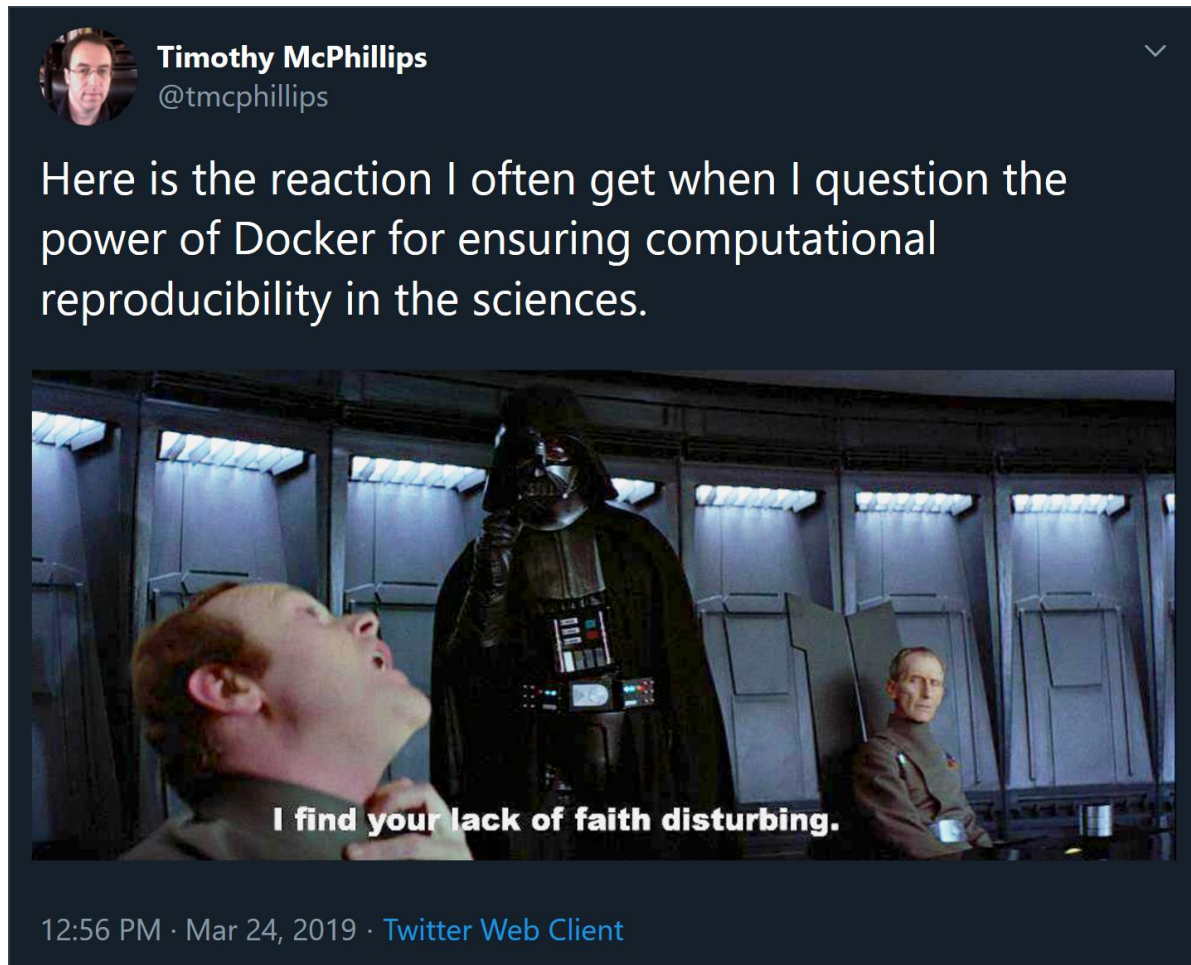 Timothy McPhillips
@tmcphillips
Here is the reaction I often get when I question the
power of Docker for ensuring computational
reproducibility in the sciences.
I find your lack of faith disturbing.
12:56 PM · Mar 24, 2019 · Twitter Web Client